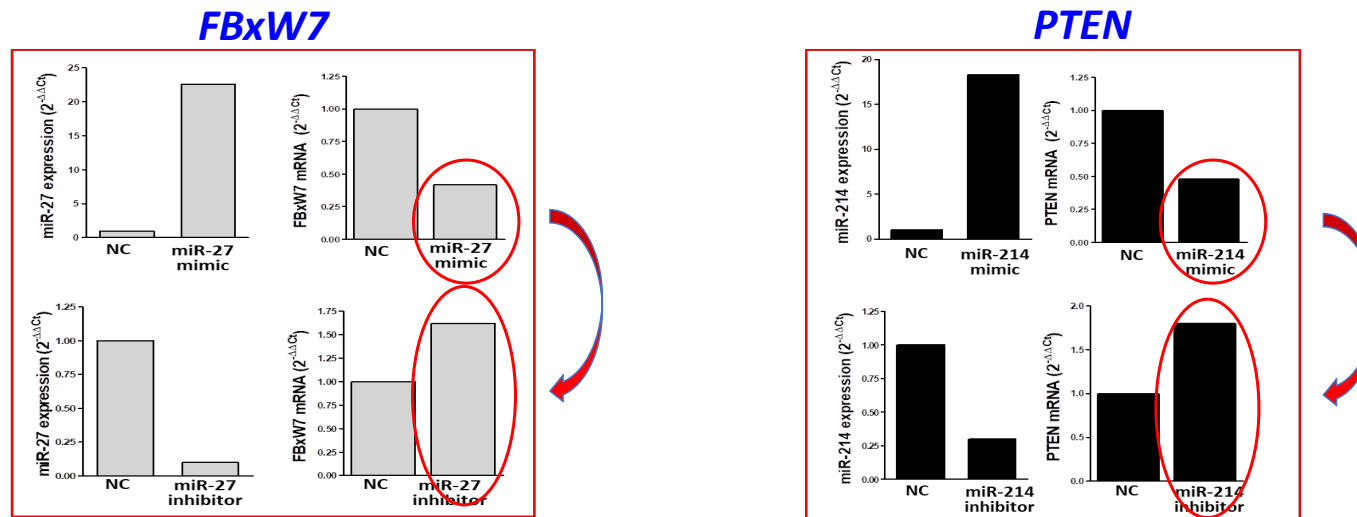 FBxW7
miR-27 expression (2^-ΔΔCt)
25
20
15
10
5
0
NC
miR-27
mimic
FBxW7 mRNA (2^-ΔΔCt)
1.25
1.00
0.75
0.50
0.25
0.00
NC
miR-27
mimic
miR-27 expression (2^-ΔΔCt)
1.25
1.00
0.75
0.50
0.25
0.00
NC
miR-27
inhibitor
FBxW7 mRNA (2^-ΔΔCt)
1.75
1.50
1.25
1.00
0.75
0.50
0.25
0.00
NC
miR-27
inhibitor
PTEN
miR-214 expression (2^-ΔΔCt)
20
15
10
5
0
NC
miR-214
mimic
PTEN mRNA (2^-ΔΔCt)
1.25
1.00
0.75
0.50
0.25
0.00
NC
miR-214
mimic
miR-214 expression (2^-ΔΔCt)
1.25
1.00
0.75
0.50
0.25
0.00
NC
miR-214
inhibitor
PTEN mRNA (2^-ΔΔCt)
2.0
1.5
1.0
0.5
0.0
NC
miR-214
inhibitor